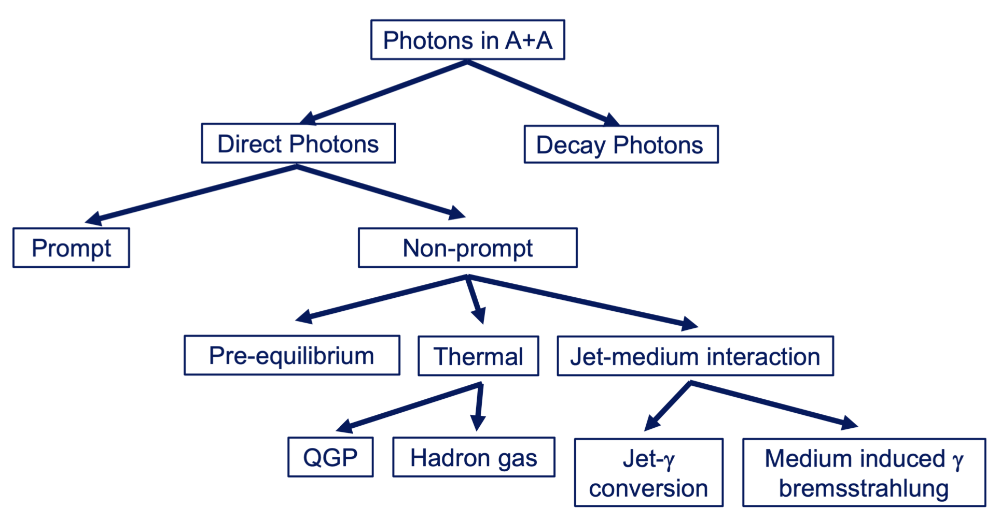 Photons in A+A
Direct Photons
Decay Photons
Prompt
Non-prompt
Pre-equilibrium
Thermal
Jet-medium interaction
QGP
Hadron gas
Jet-γ
conversion
Medium induced γ
bremsstrahlung